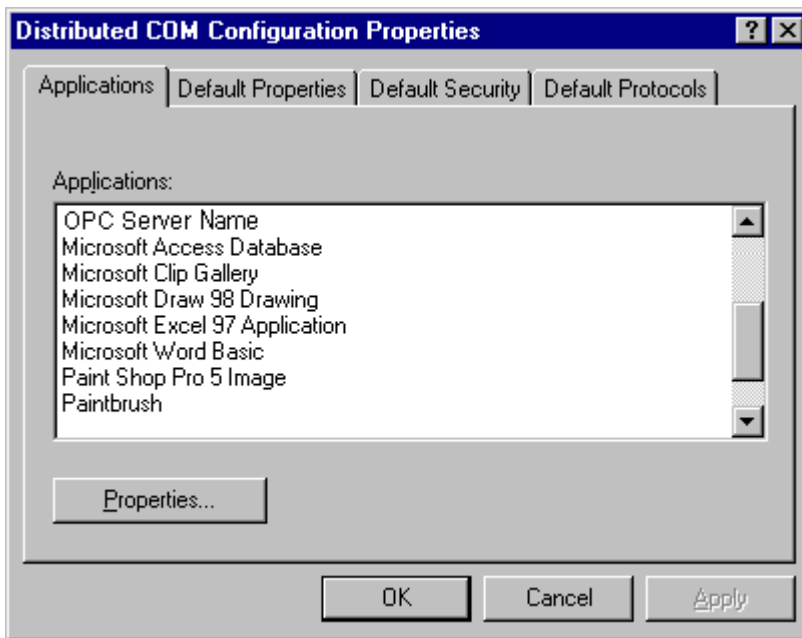 Distributed COM Configuration Properties
Applications Default Properties Default Security Default Protocols
Applications:
OPC Server Name
Microsoft Access Database
Microsoft Clip Gallery
Microsoft Draw 98 Drawing
Microsoft Excel 97 Application
Microsoft Word Basic
Paint Shop Pro 5 Image
Paintbrush
Properties...
OK Cancel Apply